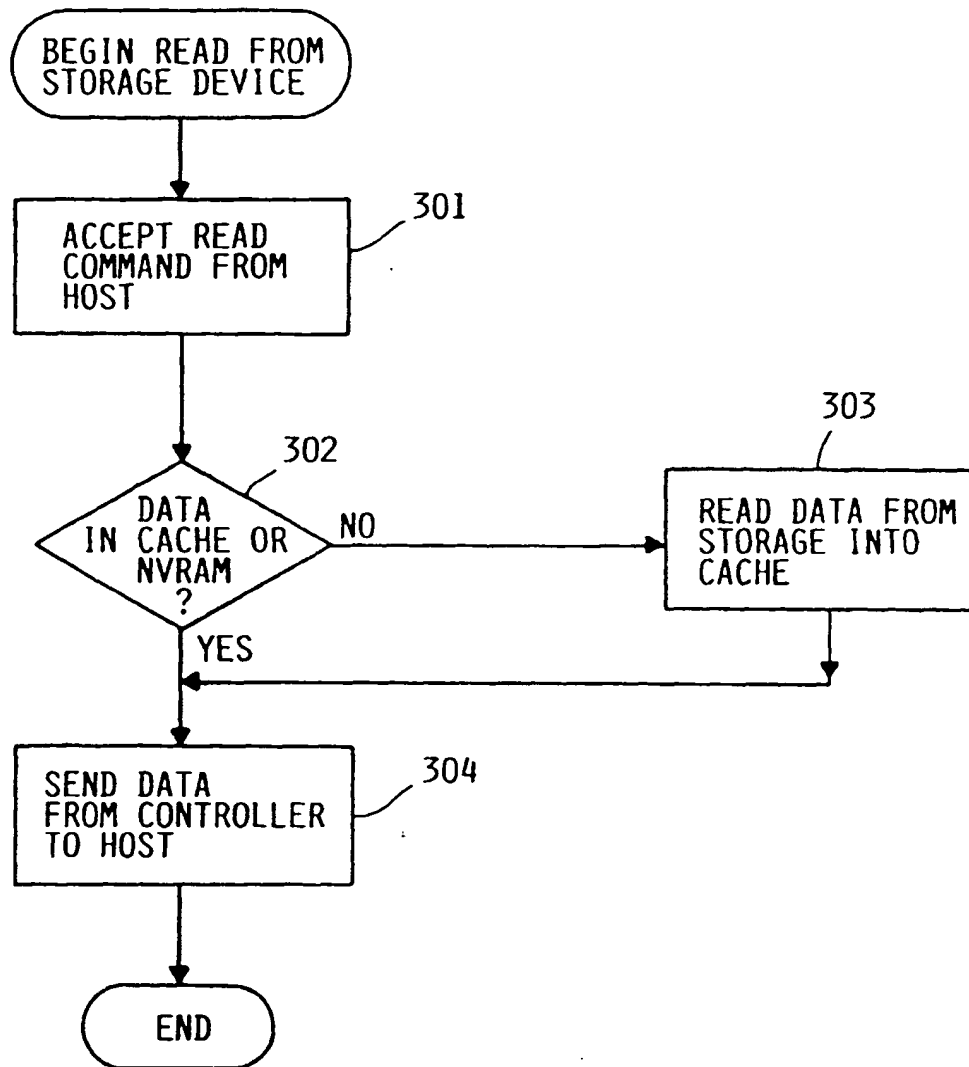 BEGIN READ FROM
STORAGE DEVICE
301
ACCEPT READ
COMMAND FROM
HOST
302
DATA
IN CACHE OR
NVRAM
?
NO
YES
303
READ DATA FROM
STORAGE INTO
CACHE
304
SEND DATA
FROM CONTROLLER
TO HOST
END